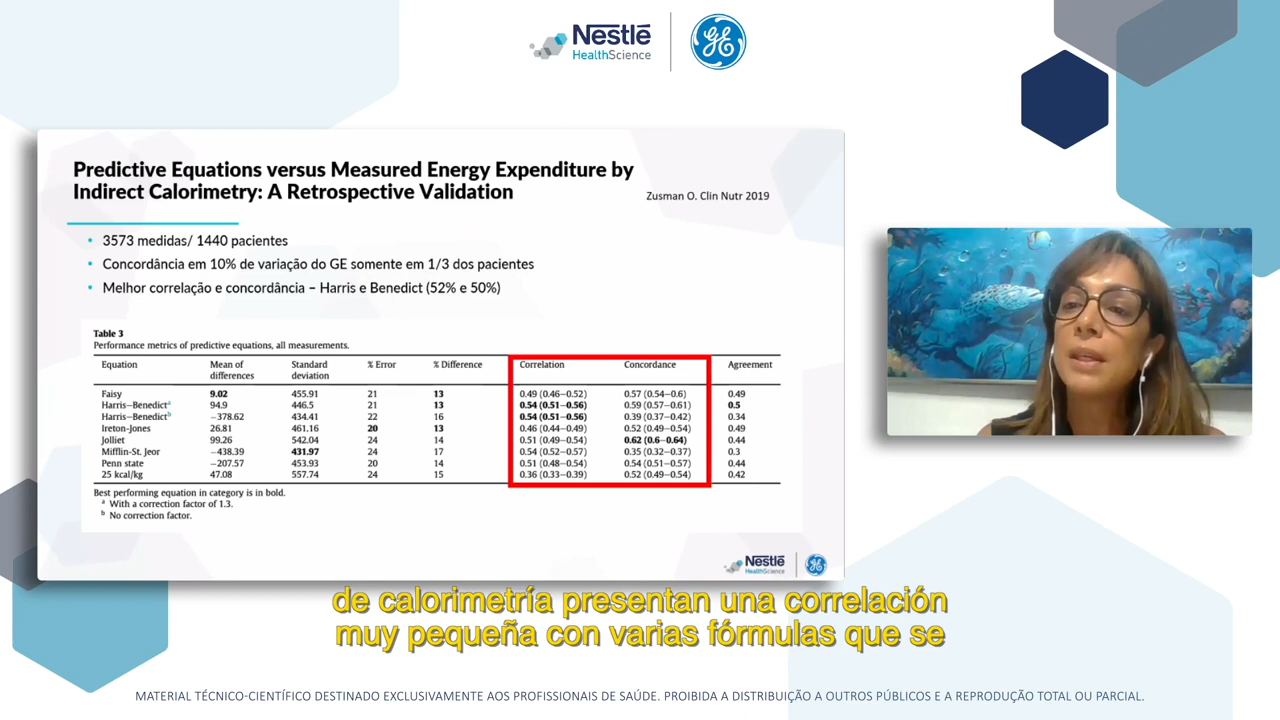 Nestlé
HealthScience
GE
Predictive Equations versus Measured Energy Expenditure by
Indirect Calorimetry: A Retrospective Validation
Zusman O. Clin Nutr 2019
• 3573 medidas/ 1440 pacientes
• Concordância em 10% de variação do GE somente em 1/3 dos pacientes
• Melhor correlação e concordância – Harris e Benedict (52% e 50%)
Table 3
Performance metrics of predictive equations, all measurements.
Equation Mean of differences Standard deviation % Error % Difference Correlation Concordance Agreement
Faisy 9.02 455.91 21 13 0.49 (0.46–0.52) 0.57 (0.54–0.6) 0.49
Harris–Benedictᵃ 94.9 446.5 21 13 0.54 (0.51–0.56) 0.59 (0.57–0.61) 0.5
Harris–Benedictᵇ −378.62 434.41 22 16 0.54 (0.51–0.56) 0.39 (0.37–0.42) 0.34
Ireton-Jones 26.81 461.16 20 13 0.46 (0.44–0.49) 0.52 (0.49–0.54) 0.49
Jolliet 99.26 542.04 24 14 0.51 (0.49–0.54) 0.62 (0.6–0.64) 0.44
Mifflin-St. Jeor −438.39 431.97 24 17 0.54 (0.52–0.57) 0.35 (0.32–0.37) 0.3
Penn state −207.57 453.93 20 14 0.51 (0.48–0.54) 0.54 (0.51–0.57) 0.44
25 kcal/kg 47.08 557.74 24 15 0.36 (0.33–0.39) 0.52 (0.49–0.54) 0.42
Best performing equation in category is in bold.
ᵃ With a correction factor of 1.3.
ᵇ No correction factor.
Nestlé
HealthScience
GE
de calorimetría presentan una correlación
muy pequeña con varias fórmulas que se
MATERIAL TÉCNICO-CIENTÍFICO DESTINADO EXCLUSIVAMENTE AOS PROFISSIONAIS DE SAÚDE. PROIBIDA A DISTRIBUIÇÃO A OUTROS PÚBLICOS E A REPRODUÇÃO TOTAL OU PARCIAL.